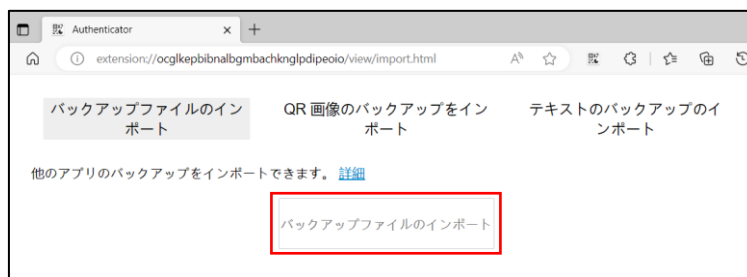 Authenticator
extension://ocglkepbibnalbgmbachknglpdipeoio/view/import.html
バックアップファイルのイン
ポート
QR 画像のバックアップをイン
ポート
テキストのバックアップのイ
ンポート
他のアプリのバックアップをインポートできます。 詳細
バックアップファイルのインポート